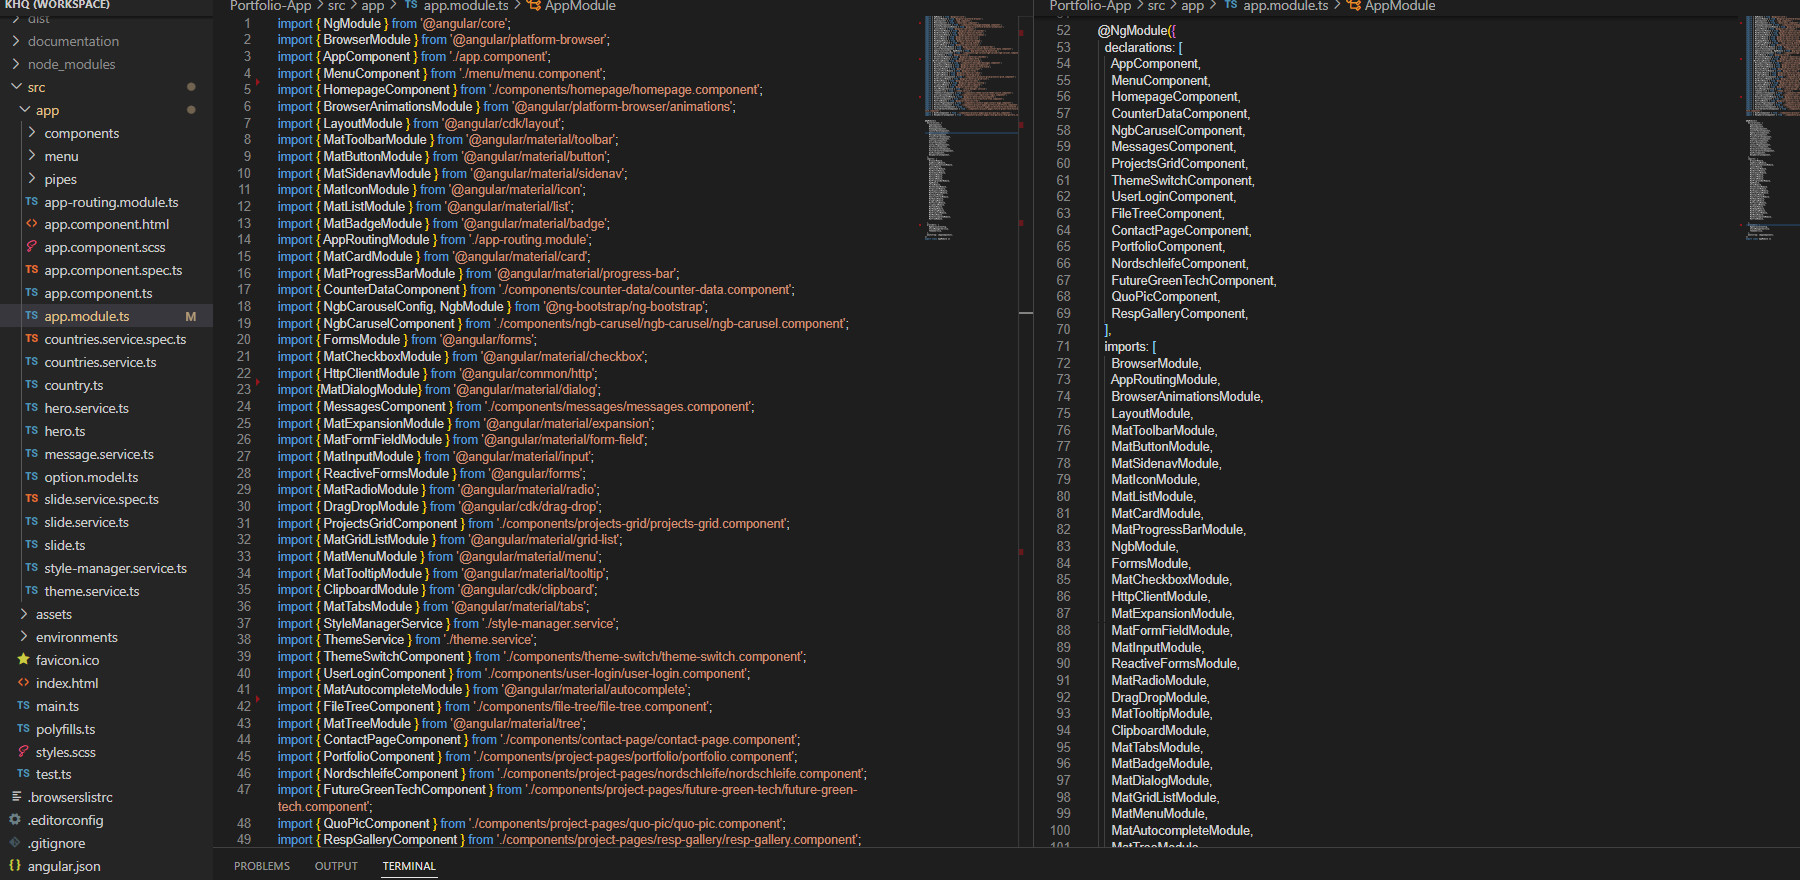 KHQ (WORKSPACE)
dist
documentation
node_modules
src
app
components
menu
pipes
TS app-routing.module.ts
<> app.component.html
app.component.scss
TS app.component.spec.ts
TS app.component.ts
TS app.module.ts M
TS countries.service.spec.ts
TS countries.service.ts
TS country.ts
TS hero.service.ts
TS hero.ts
TS message.service.ts
TS option.model.ts
TS slide.service.spec.ts
TS slide.service.ts
TS slide.ts
TS style-manager.service.ts
TS theme.service.ts
assets
environments
favicon.ico
<> index.html
TS main.ts
TS polyfills.ts
styles.scss
TS test.ts
.browserslistrc
.editorconfig
.gitignore
{} angular.json
Portfolio-App > src > app > TS app.module.ts > AppModule
1 import { NgModule } from '@angular/core';
2 import { BrowserModule } from '@angular/platform-browser';
3 import { AppComponent } from './app.component';
4 import { MenuComponent } from './menu/menu.component';
5 import { HomepageComponent } from './components/homepage/homepage.component';
6 import { BrowserAnimationsModule } from '@angular/platform-browser/animations';
7 import { LayoutModule } from '@angular/cdk/layout';
8 import { MatToolbarModule } from '@angular/material/toolbar';
9 import { MatButtonModule } from '@angular/material/button';
10 import { MatSidenavModule } from '@angular/material/sidenav';
11 import { MatIconModule } from '@angular/material/icon';
12 import { MatListModule } from '@angular/material/list';
13 import { MatBadgeModule } from '@angular/material/badge';
14 import { AppRoutingModule } from './app-routing.module';
15 import { MatCardModule } from '@angular/material/card';
16 import { MatProgressBarModule } from '@angular/material/progress-bar';
17 import { CounterDataComponent } from './components/counter-data/counter-data.component';
18 import { NgbCarouselConfig, NgbModule } from '@ng-bootstrap/ng-bootstrap';
19 import { NgbCaruselComponent } from './components/ngb-carusel/ngb-carusel/ngb-carusel.component';
20 import { FormsModule } from '@angular/forms';
21 import { MatCheckboxModule } from '@angular/material/checkbox';
22 import { HttpClientModule } from '@angular/common/http';
23 import {MatDialogModule} from '@angular/material/dialog';
24 import { MessagesComponent } from './components/messages/messages.component';
25 import { MatExpansionModule } from '@angular/material/expansion';
26 import { MatFormFieldModule } from '@angular/material/form-field';
27 import { MatInputModule } from '@angular/material/input';
28 import { ReactiveFormsModule } from '@angular/forms';
29 import { MatRadioModule } from '@angular/material/radio';
30 import { DragDropModule } from '@angular/cdk/drag-drop';
31 import { ProjectsGridComponent } from './components/projects-grid/projects-grid.component';
32 import { MatGridListModule } from '@angular/material/grid-list';
33 import { MatMenuModule } from '@angular/material/menu';
34 import { MatTooltipModule } from '@angular/material/tooltip';
35 import { ClipboardModule } from '@angular/cdk/clipboard';
36 import { MatTabsModule } from '@angular/material/tabs';
37 import { StyleManagerService } from './style-manager.service';
38 import { ThemeService } from './theme.service';
39 import { ThemeSwitchComponent } from './components/theme-switch/theme-switch.component';
40 import { UserLoginComponent } from './components/user-login/user-login.component';
41 import { MatAutocompleteModule } from '@angular/material/autocomplete';
42 import { FileTreeComponent } from './components/file-tree/file-tree.component';
43 import { MatTreeModule } from '@angular/material/tree';
44 import { ContactPageComponent } from './components/contact-page/contact-page.component';
45 import { PortfolioComponent } from './components/project-pages/portfolio/portfolio.component';
46 import { NordschleifeComponent } from './components/project-pages/nordschleife/nordschleife.component';
47 import { FutureGreenTechComponent } from './components/project-pages/future-green-tech/future-green-
tech.component';
48 import { QuoPicComponent } from './components/project-pages/quo-pic/quo-pic.component';
49 import { RespGalleryComponent } from './components/project-pages/resp-gallery/resp-gallery.component';
PROBLEMS OUTPUT TERMINAL
Portfolio-App > src > app > TS app.module.ts > AppModule
52 @NgModule({
53 declarations: [
54 AppComponent,
55 MenuComponent,
56 HomepageComponent,
57 CounterDataComponent,
58 NgbCaruselComponent,
59 MessagesComponent,
60 ProjectsGridComponent,
61 ThemeSwitchComponent,
62 UserLoginComponent,
63 FileTreeComponent,
64 ContactPageComponent,
65 PortfolioComponent,
66 NordschleifeComponent,
67 FutureGreenTechComponent,
68 QuoPicComponent,
69 RespGalleryComponent,
70 ],
71 imports: [
72 BrowserModule,
73 AppRoutingModule,
74 BrowserAnimationsModule,
75 LayoutModule,
76 MatToolbarModule,
77 MatButtonModule,
78 MatSidenavModule,
79 MatIconModule,
80 MatListModule,
81 MatCardModule,
82 MatProgressBarModule,
83 NgbModule,
84 FormsModule,
85 MatCheckboxModule,
86 HttpClientModule,
87 MatExpansionModule,
88 MatFormFieldModule,
89 MatInputModule,
90 ReactiveFormsModule,
91 MatRadioModule,
92 DragDropModule,
93 MatTooltipModule,
94 ClipboardModule,
95 MatTabsModule,
96 MatBadgeModule,
97 MatDialogModule,
98 MatGridListModule,
99 MatMenuModule,
100 MatAutocompleteModule,
101 MatTreeModule,